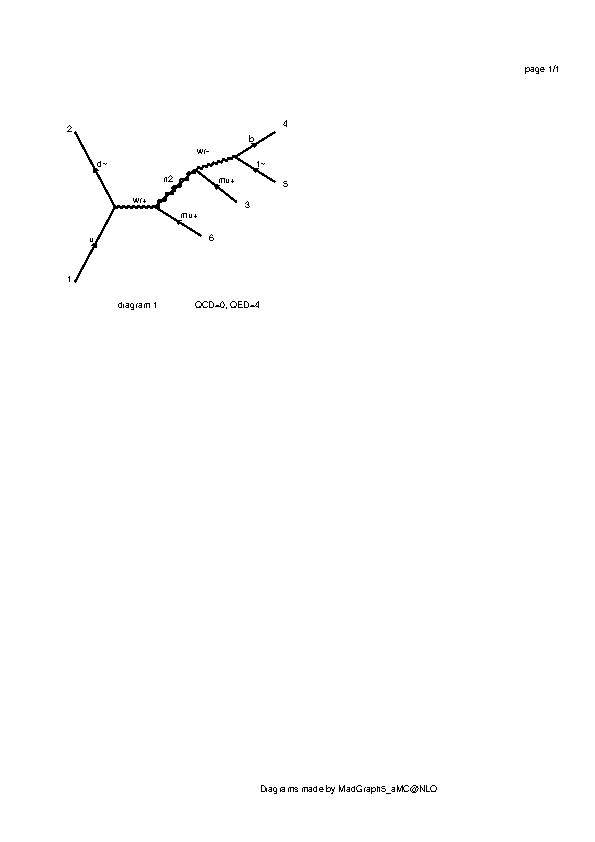 page 1/1
2
4
b
wr-
d~
t~
n2
mu+
5
wr+
3
mu+
u
6
1
diagram 1 QCD=0, QED=4
Diagrams made by MadGraph5_aMC@NLO